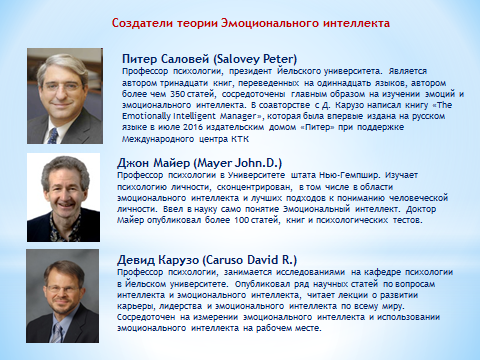 Создатели теории Эмоционального интеллекта
Питер Саловей (Salovey Peter)
Профессор психологии, президент Йельского университета. Является
автором тринадцати книг, переведенных на одиннадцать языков, автором
более чем 350 статей, сосредоточены главным образом на изучении эмоций и
эмоционального интеллекта. В соавторстве с Д. Карузо написал книгу «The
Emotionally Intelligent Manager», которая была впервые издана на русском
языке в июле 2016 издательским домом «Питер» при поддержке
Международного центра КТК
Джон Майер (Mayer John.D.)
Профессор психологии в Университете штата Нью-Гемпшир. Изучает
психологию личности, сконцентрирован, в том числе в области
эмоционального интеллекта и лучших подходов к пониманию человеческой
личности. Ввел в науку само понятие Эмоциональный интеллект. Доктор
Майер опубликовал более 100 статей, книг и психологических тестов.
Девид Карузо (Caruso David R.)
Профессор психологии, занимается исследованиями на кафедре психологии
в Йельском университете. Опубликовал ряд научных статей по вопросам
интеллекта и эмоционального интеллекта, читает лекции о развитии
карьеры, лидерства и эмоционального интеллекта по всему миру.
Сосредоточен на измерении эмоционального интеллекта и использовании
эмоционального интеллекта на рабочем месте.